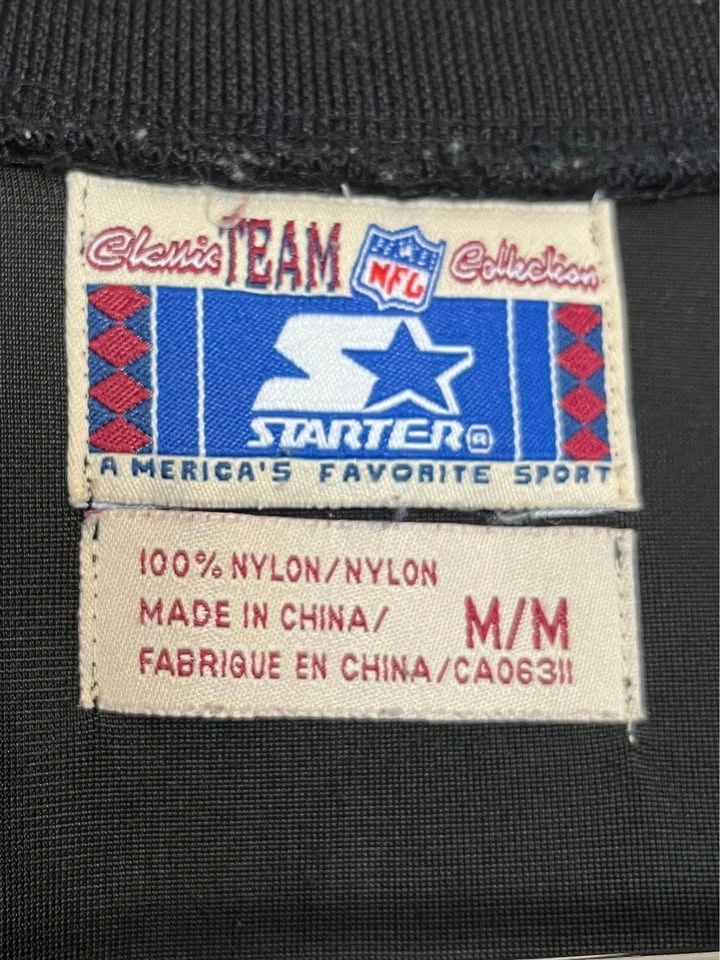 Classic TEAM NFL Collection
STARTER®
AMERICA'S FAVORITE SPORT
100% NYLON/NYLON
MADE IN CHINA/ M/M
FABRIQUE EN CHINA/CA06311